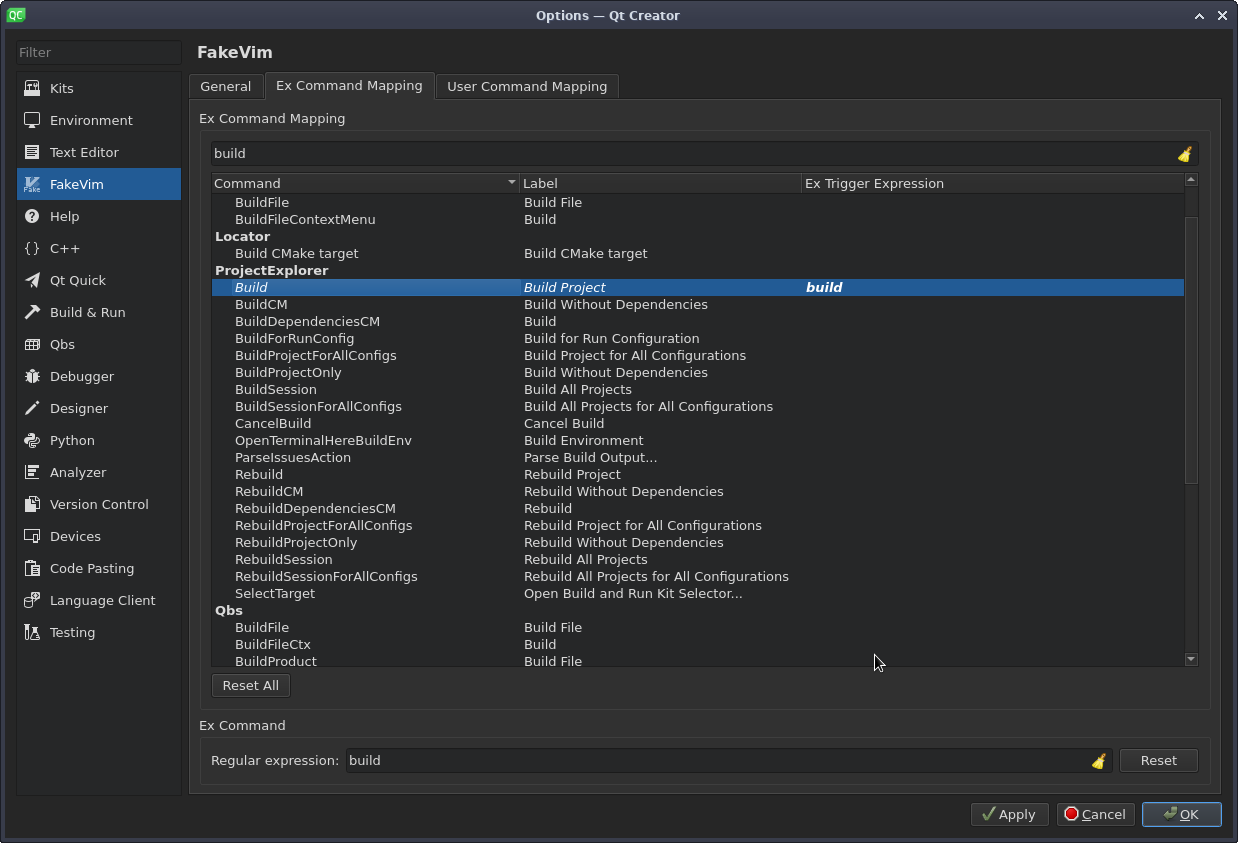 QC Options — Qt Creator
Filter
Kits
Environment
Text Editor
Fake FakeVim
Help
C++
Qt Quick
Build & Run
Qbs
Debugger
Designer
Python
Analyzer
Version Control
Devices
Code Pasting
Language Client
Testing
FakeVim
General Ex Command Mapping User Command Mapping
Ex Command Mapping
build
Command Label Ex Trigger Expression
BuildFile Build File
BuildFileContextMenu Build
Locator
Build CMake target Build CMake target
ProjectExplorer
Build Build Project build
BuildCM Build Without Dependencies
BuildDependenciesCM Build
BuildForRunConfig Build for Run Configuration
BuildProjectForAllConfigs Build Project for All Configurations
BuildProjectOnly Build Without Dependencies
BuildSession Build All Projects
BuildSessionForAllConfigs Build All Projects for All Configurations
CancelBuild Cancel Build
OpenTerminalHereBuildEnv Build Environment
ParseIssuesAction Parse Build Output...
Rebuild Rebuild Project
RebuildCM Rebuild Without Dependencies
RebuildDependenciesCM Rebuild
RebuildProjectForAllConfigs Rebuild Project for All Configurations
RebuildProjectOnly Rebuild Without Dependencies
RebuildSession Rebuild All Projects
RebuildSessionForAllConfigs Rebuild All Projects for All Configurations
SelectTarget Open Build and Run Kit Selector...
Qbs
BuildFile Build File
BuildFileCtx Build
BuildProduct Build File
Reset All
Ex Command
Regular expression: build Reset
Apply Cancel OK